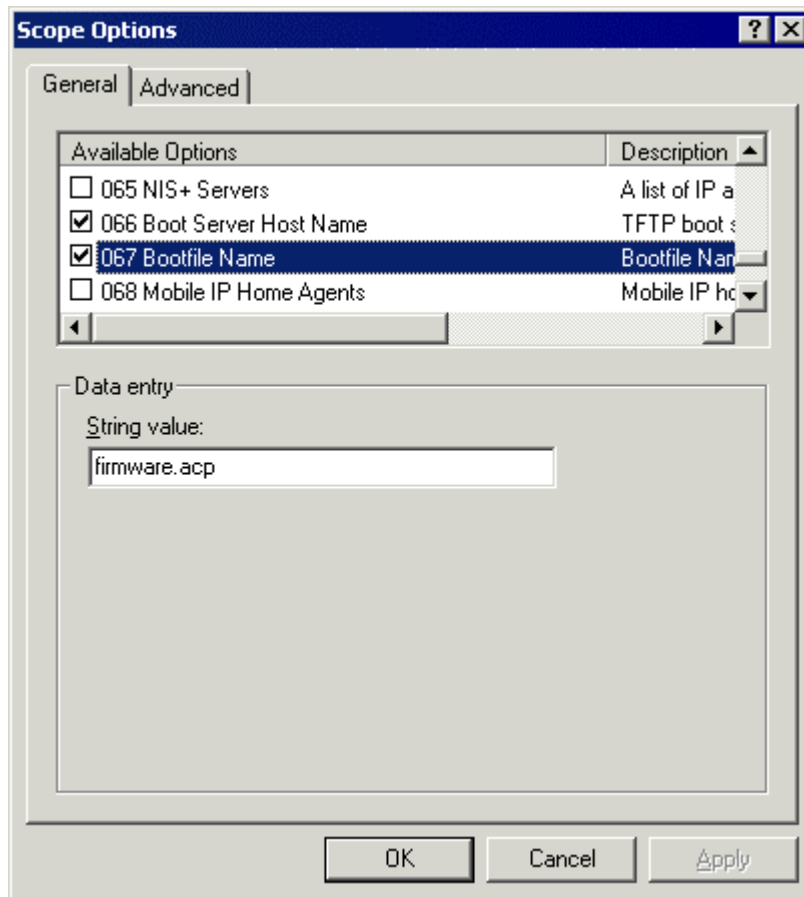 Scope Options
General Advanced
Available Options Description
065 NIS+ Servers A list of IP a
066 Boot Server Host Name TFTP boot
067 Bootfile Name Bootfile Nan
068 Mobile IP Home Agents Mobile IP
Data entry
String value:
firmware.acp
OK Cancel Apply